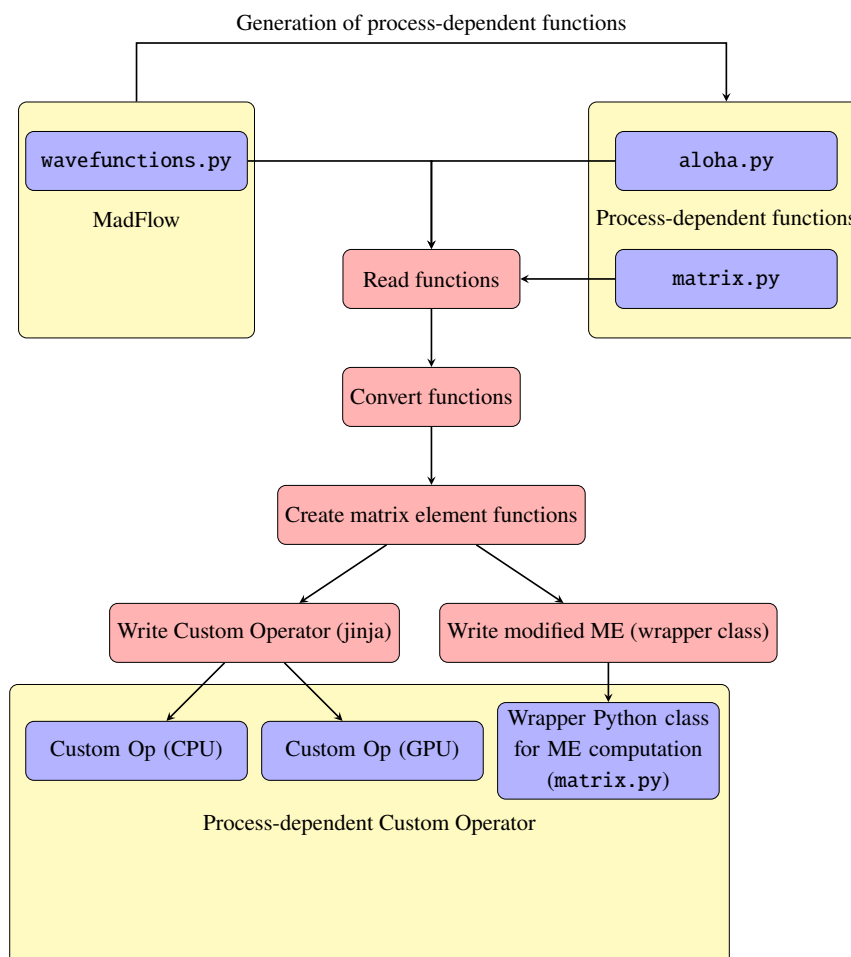 Generation of process-dependent functions
wavefunctions.py
aloha.py
MadFlow
Process-dependent functions
Read functions
matrix.py
Convert functions
Create matrix element functions
Write Custom Operator (jinja)
Write modified ME (wrapper class)
Custom Op (CPU)
Custom Op (GPU)
Wrapper Python class
for ME computation
(matrix.py)
Process-dependent Custom Operator